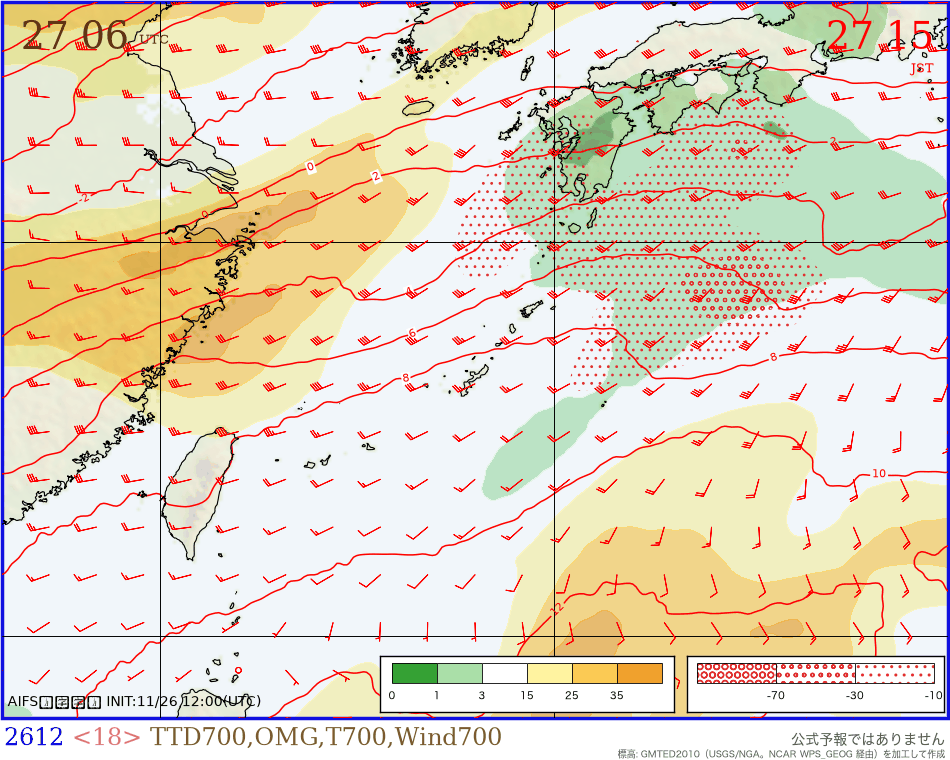 27 06 UTC
27 15
JST
0
2
-2
0
2
4
6
8
8
10
12
0 1 3 15 25 35
-70 -30 -10
AIFS INIT:11/26 12:00(UTC)
2612 <18> TTD700,OMG,T700,Wind700
公式予報ではありません
標高: GMTED2010（USGS/NGA。NCAR WPS_GEOG 経由）を加工して作成